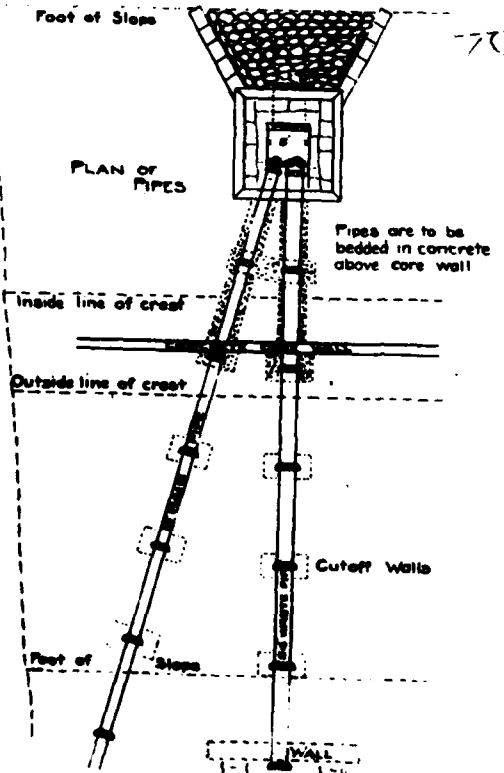 Foot of Slope
PLAN OF
PIPES
Pipes are to be
bedded in concrete
above core wall
Inside line of crest
Outside line of crest
Cutoff Walls
Foot of Slope
WALL